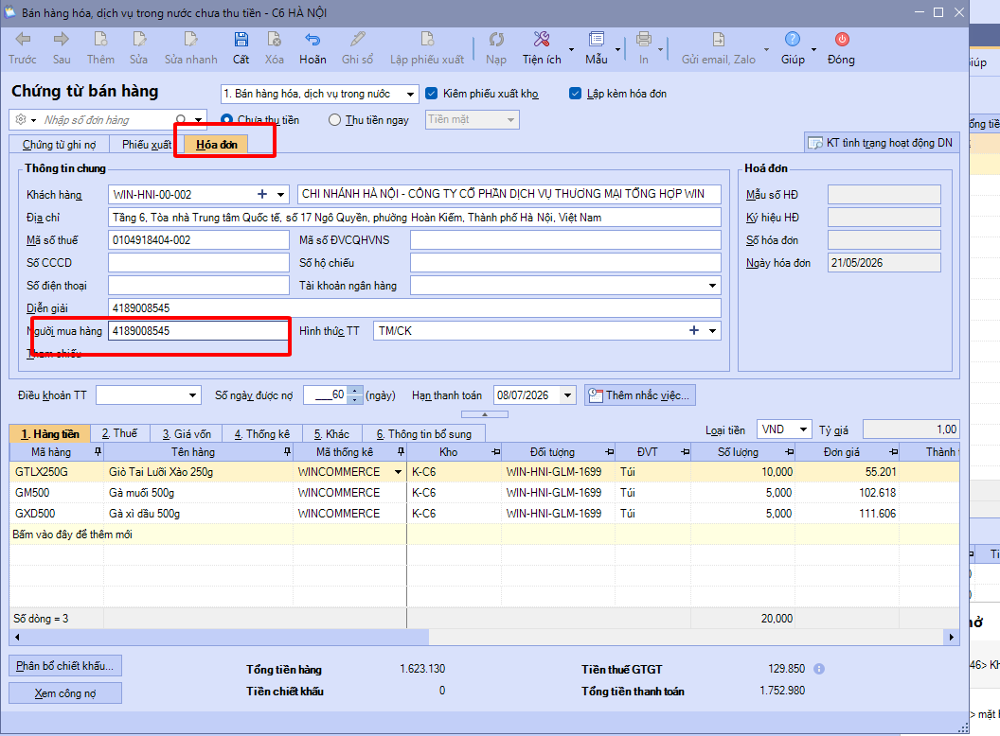 Bán hàng hóa, dịch vụ trong nước chưa thu tiền - C6 HÀ NỘI
Trước Sau Thêm Sửa Sửa nhanh Cất Xóa Hoãn Ghi sổ Lập phiếu xuất Nạp Tiện ích Mẫu In Gửi email, Zalo Giúp Đóng
Chứng từ bán hàng
1. Bán hàng hóa, dịch vụ trong nước
Kiêm phiếu xuất kho
Lập kèm hóa đơn
Nhập số đơn hàng
Chưa thu tiền
Thu tiền ngay
Tiền mặt
Chứng từ ghi nợ Phiếu xuất Hóa đơn
KT tình trạng hoạt động DN
Thông tin chung
Khách hàng WIN-HNI-00-002 CHI NHÁNH HÀ NỘI - CÔNG TY CỔ PHẦN DỊCH VỤ THƯƠNG MẠI TỔNG HỢP WIN
Địa chỉ Tầng 6, Tòa nhà Trung tâm Quốc tế, số 17 Ngô Quyền, phường Hoàn Kiếm, Thành phố Hà Nội, Việt Nam
Mã số thuế 0104918404-002 Mã số ĐVCQHVNS
Số CCCD Số hộ chiếu
Số điện thoại Tài khoản ngân hàng
Diễn giải 4189008545
Người mua hàng 4189008545 Hình thức TT TM/CK
Tham chiếu
Hoá đơn
Mẫu số HĐ
Ký hiệu HĐ
Số hóa đơn
Ngày hóa đơn 21/05/2026
Điều khoản TT Số ngày được nợ 60 (ngày) Hạn thanh toán 08/07/2026 Thêm nhắc việc...
1. Hàng tiền 2. Thuế 3. Giá vốn 4. Thống kê 5. Khác 6. Thông tin bổ sung
Loại tiền VND Tỷ giá 1,00
Mã hàng Tên hàng Mã thống kê Kho Đối tượng ĐVT Số lượng Đơn giá Thành
GTLX250G Giò Tai Lưỡi Xào 250g WINCOMMERCE K-C6 WIN-HNI-GLM-1699 Túi 10,000 55.201
GM500 Gà muối 500g WINCOMMERCE K-C6 WIN-HNI-GLM-1699 Túi 5,000 102.618
GXD500 Gà xì dầu 500g WINCOMMERCE K-C6 WIN-HNI-GLM-1699 Túi 5,000 111.606
Bấm vào đây để thêm mới
Số dòng = 3 20,000
Phân bổ chiết khấu...
Xem công nợ
Tổng tiền hàng 1.623.130 Tiền thuế GTGT 129.850
Tiền chiết khấu 0 Tổng tiền thanh toán 1.752.980